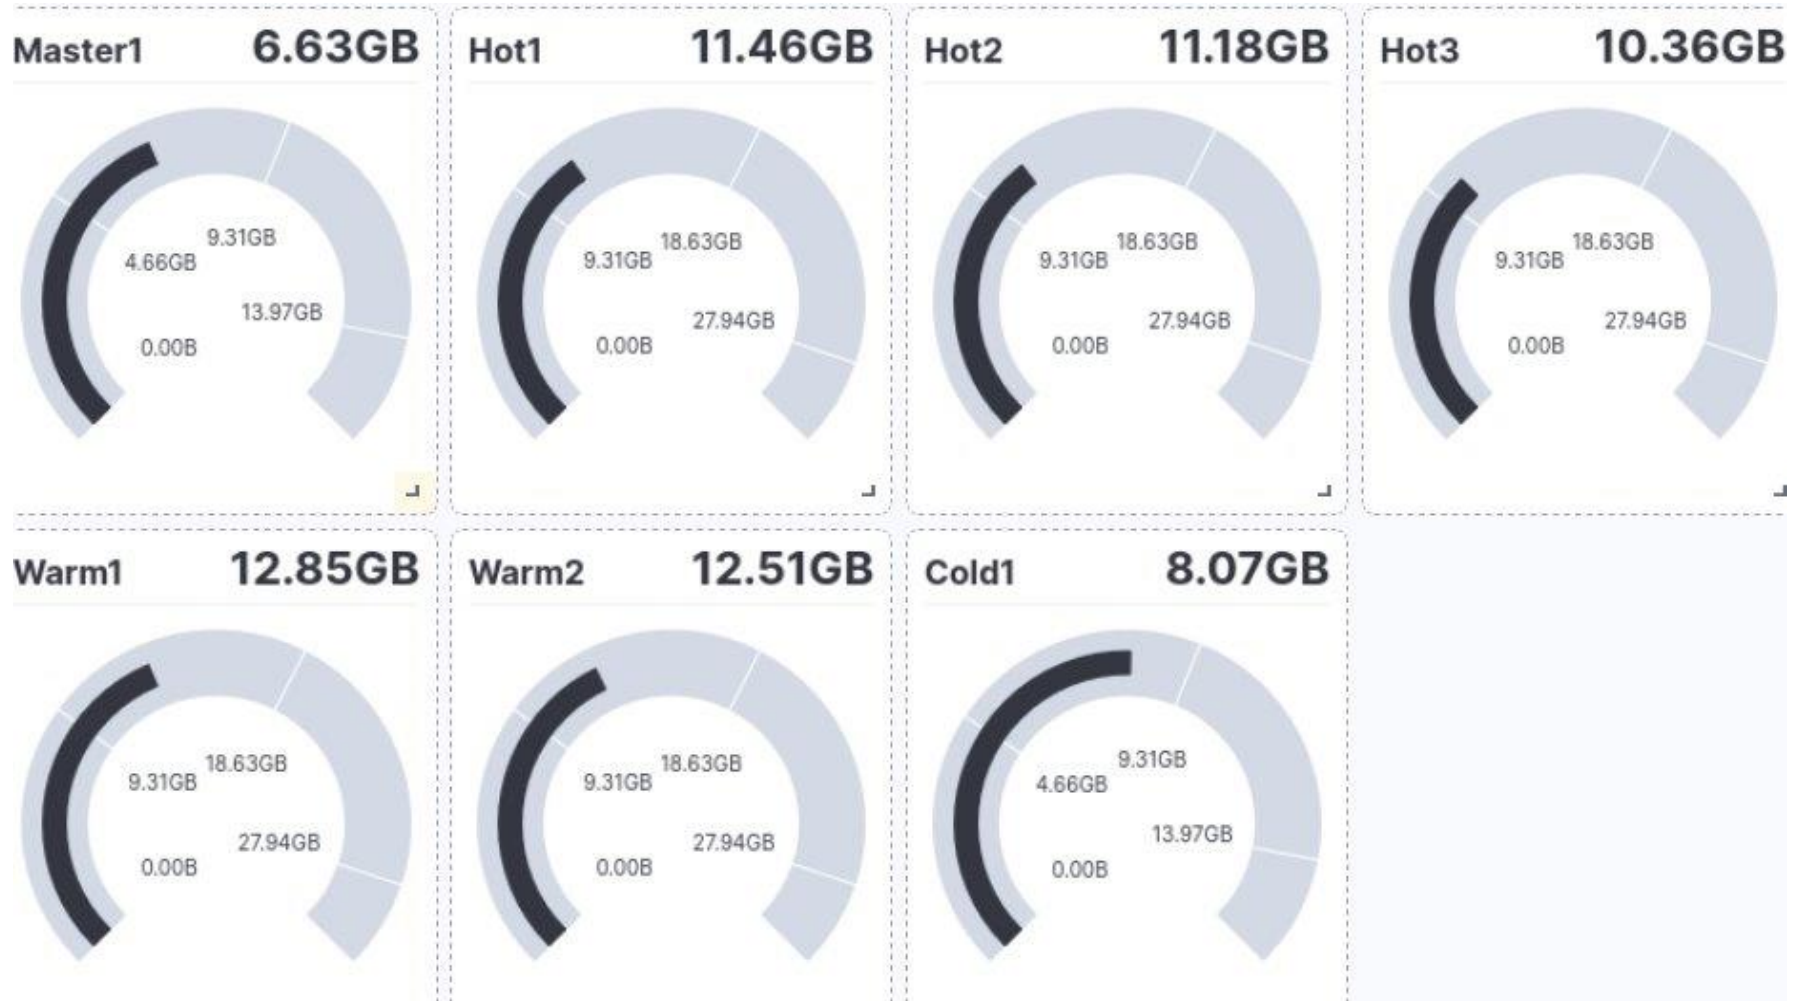 Master1 6.63GB
9.31GB
4.66GB
13.97GB
0.00B
Hot1 11.46GB
18.63GB
9.31GB
27.94GB
0.00B
Hot2 11.18GB
18.63GB
9.31GB
27.94GB
0.00B
Hot3 10.36GB
18.63GB
9.31GB
27.94GB
0.00B
Warm1 12.85GB
18.63GB
9.31GB
27.94GB
0.00B
Warm2 12.51GB
18.63GB
9.31GB
27.94GB
0.00B
Cold1 8.07GB
9.31GB
4.66GB
13.97GB
0.00B